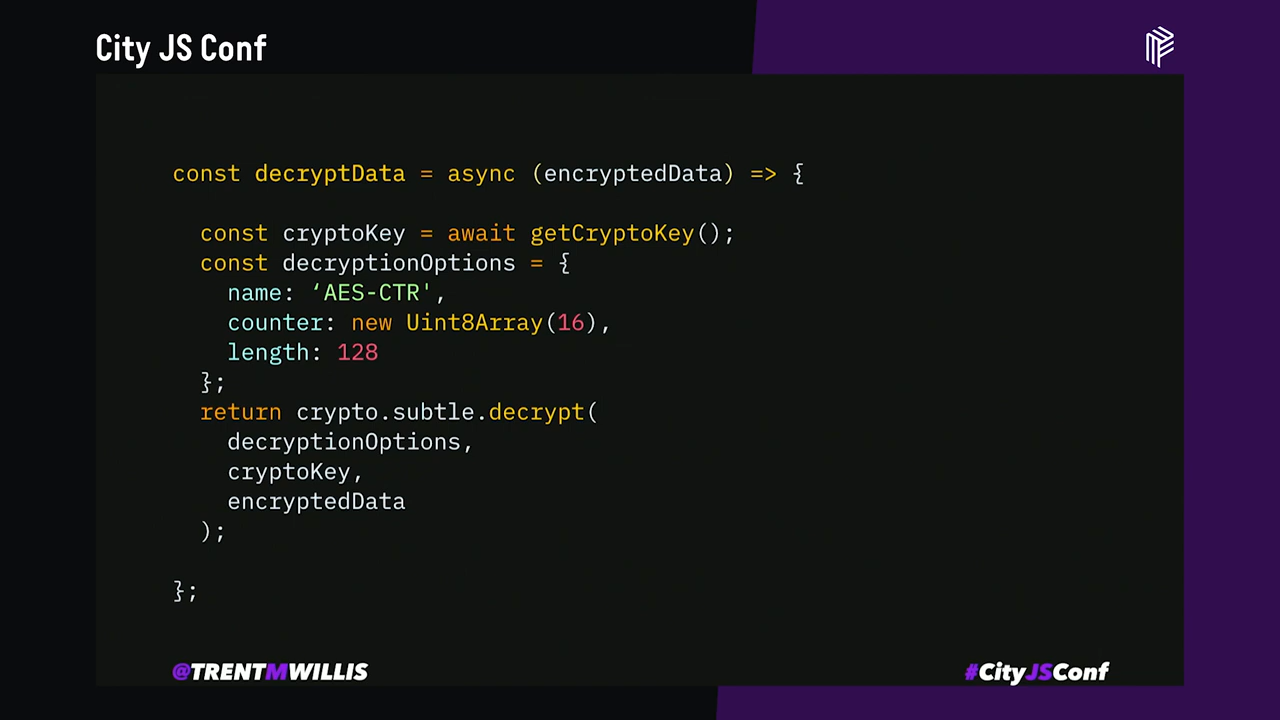 City JS Conf
const decryptData = async (encryptedData) => {
const cryptoKey = await getCryptoKey();
const decryptionOptions = {
name: ‘AES-CTR',
counter: new Uint8Array(16),
length: 128
};
return crypto.subtle.decrypt(
decryptionOptions,
cryptoKey,
encryptedData
);
};
@TRENTMWILLIS
#CityJSConf